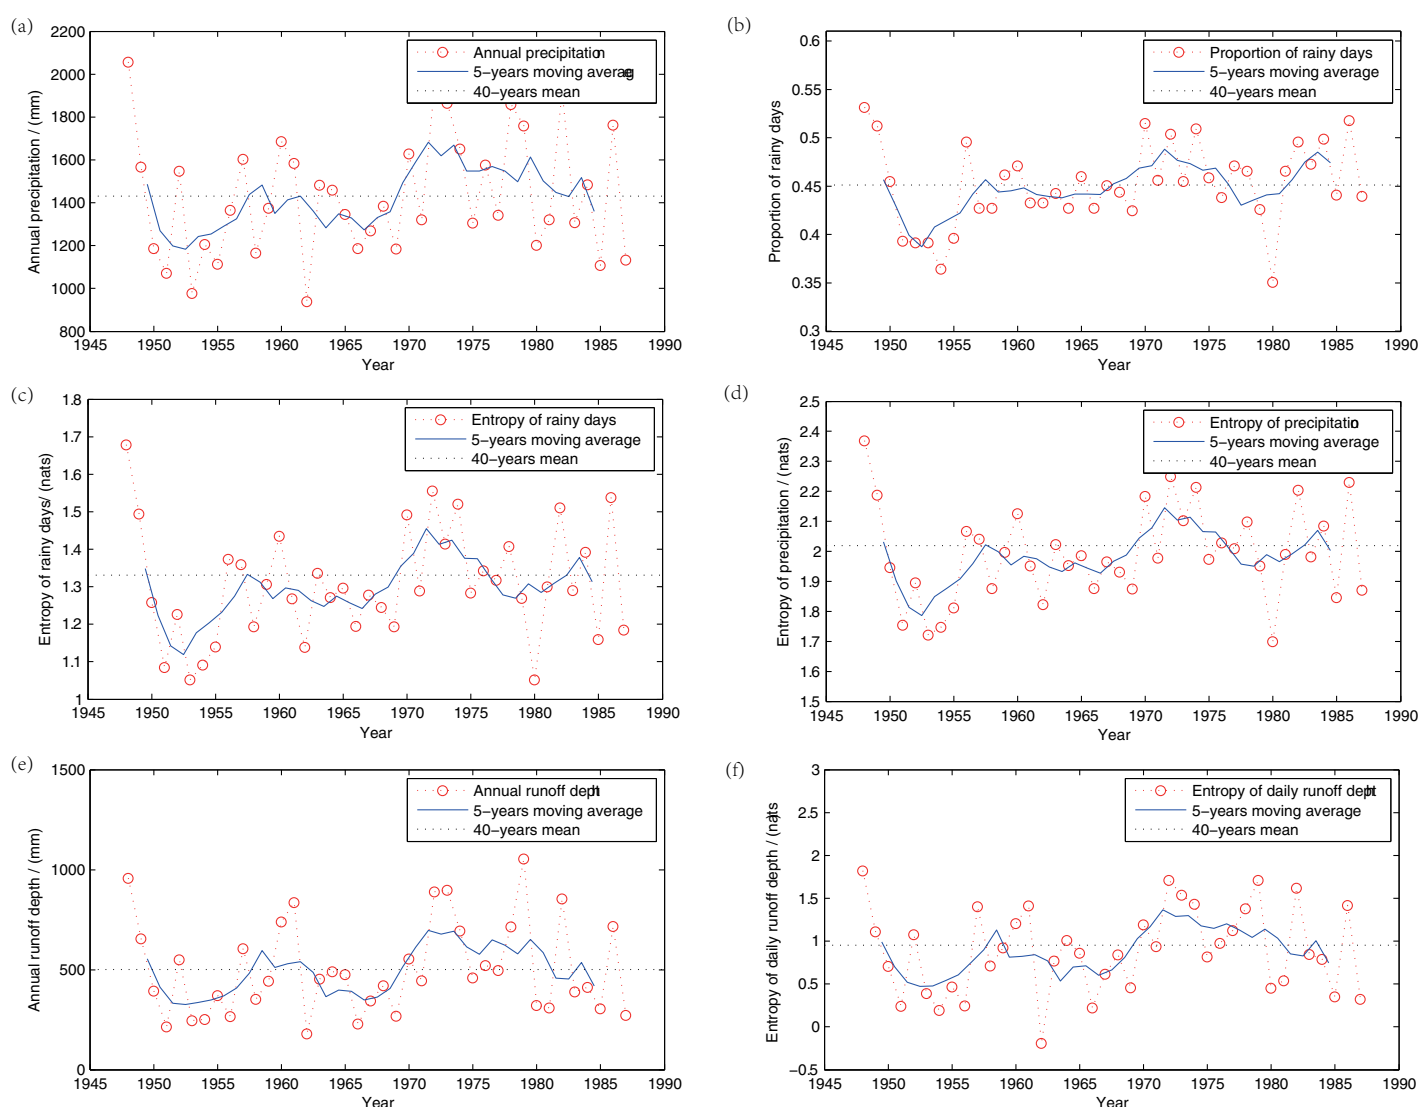 (a)
2200
2000
1800
1600
1400
1200
1000
800
1945 1950 1955 1960 1965 1970 1975 1980 1985 1990
Year
Annual precipitation / (mm)
Annual precipitation
5−years moving average
40−years mean
(b)
0.6
0.55
0.5
0.45
0.4
0.35
0.3
1945 1950 1955 1960 1965 1970 1975 1980 1985 1990
Year
Proportion of rainy days
Proportion of rainy days
5−years moving average
40−years mean
(c)
1.8
1.7
1.6
1.5
1.4
1.3
1.2
1.1
1
1945 1950 1955 1960 1965 1970 1975 1980 1985 1990
Year
Entropy of rainy days/ (nats)
Entropy of rainy days
5−years moving average
40−years mean
(d)
2.5
2.4
2.3
2.2
2.1
2
1.9
1.8
1.7
1.6
1.5
1945 1950 1955 1960 1965 1970 1975 1980 1985 1990
Year
Entropy of precipitation / (nats)
Entropy of precipitation
5−years moving average
40−years mean
(e)
1500
1000
500
0
1945 1950 1955 1960 1965 1970 1975 1980 1985 1990
Year
Annual runoff depth/ (mm)
Annual runoff depth
5−years moving average
40−years mean
(f)
3
2.5
2
1.5
1
0.5
0
−0.5
1945 1950 1955 1960 1965 1970 1975 1980 1985 1990
Year
Entropy of daily runoff depth / (nats)
Entropy of daily runoff depth
5−years moving average
40−years mean